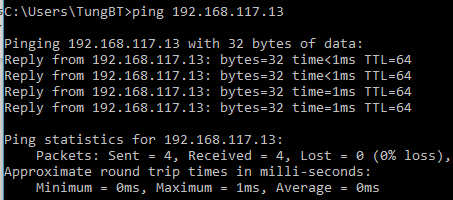 C:\Users\TungBT>ping 192.168.117.13
Pinging 192.168.117.13 with 32 bytes of data:
Reply from 192.168.117.13: bytes=32 time<1ms TTL=64
Reply from 192.168.117.13: bytes=32 time<1ms TTL=64
Reply from 192.168.117.13: bytes=32 time=1ms TTL=64
Reply from 192.168.117.13: bytes=32 time=1ms TTL=64
Ping statistics for 192.168.117.13:
    Packets: Sent = 4, Received = 4, Lost = 0 (0% loss),
Approximate round trip times in milli-seconds:
    Minimum = 0ms, Maximum = 1ms, Average = 0ms